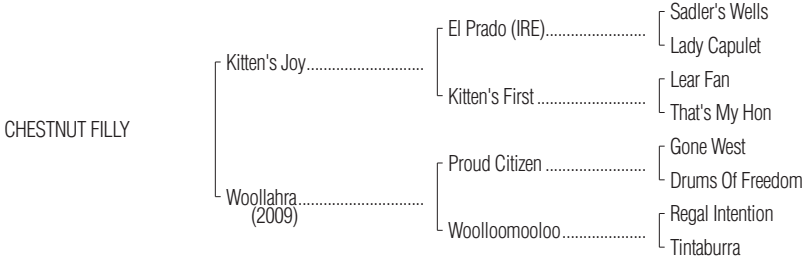 Sadler's Wells
El Prado (IRE)........................
Lady Capulet
Kitten's Joy............................
Lear Fan
Kitten's First..........................
That's My Hon
CHESTNUT FILLY
Gone West
Proud Citizen........................
Drums Of Freedom
Woollahra..............................
(2009)
Regal Intention
Woolloomooloo....................
Tintaburra